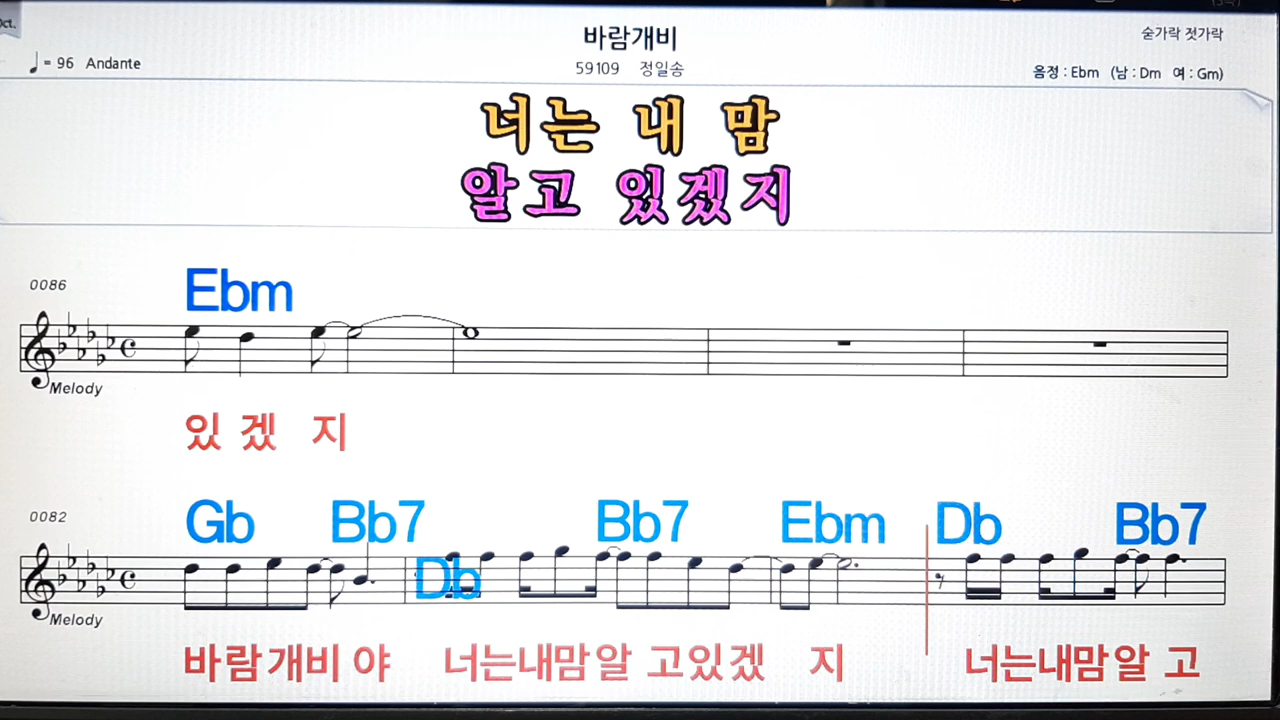 Oct.
바람개비
숟가락 젓가락
♩ = 96 Andante
59109 정일송
음정 : Ebm (남 : Dm 여 : Gm)
너는 내 맘
알고 있겠지
0086
Ebm
Melody
있 겠 지
0082
Gb Bb7 Db Bb7 Ebm Db Bb7
Melody
바람개비 야 너는내맘알 고있겠 지 너는내맘알 고